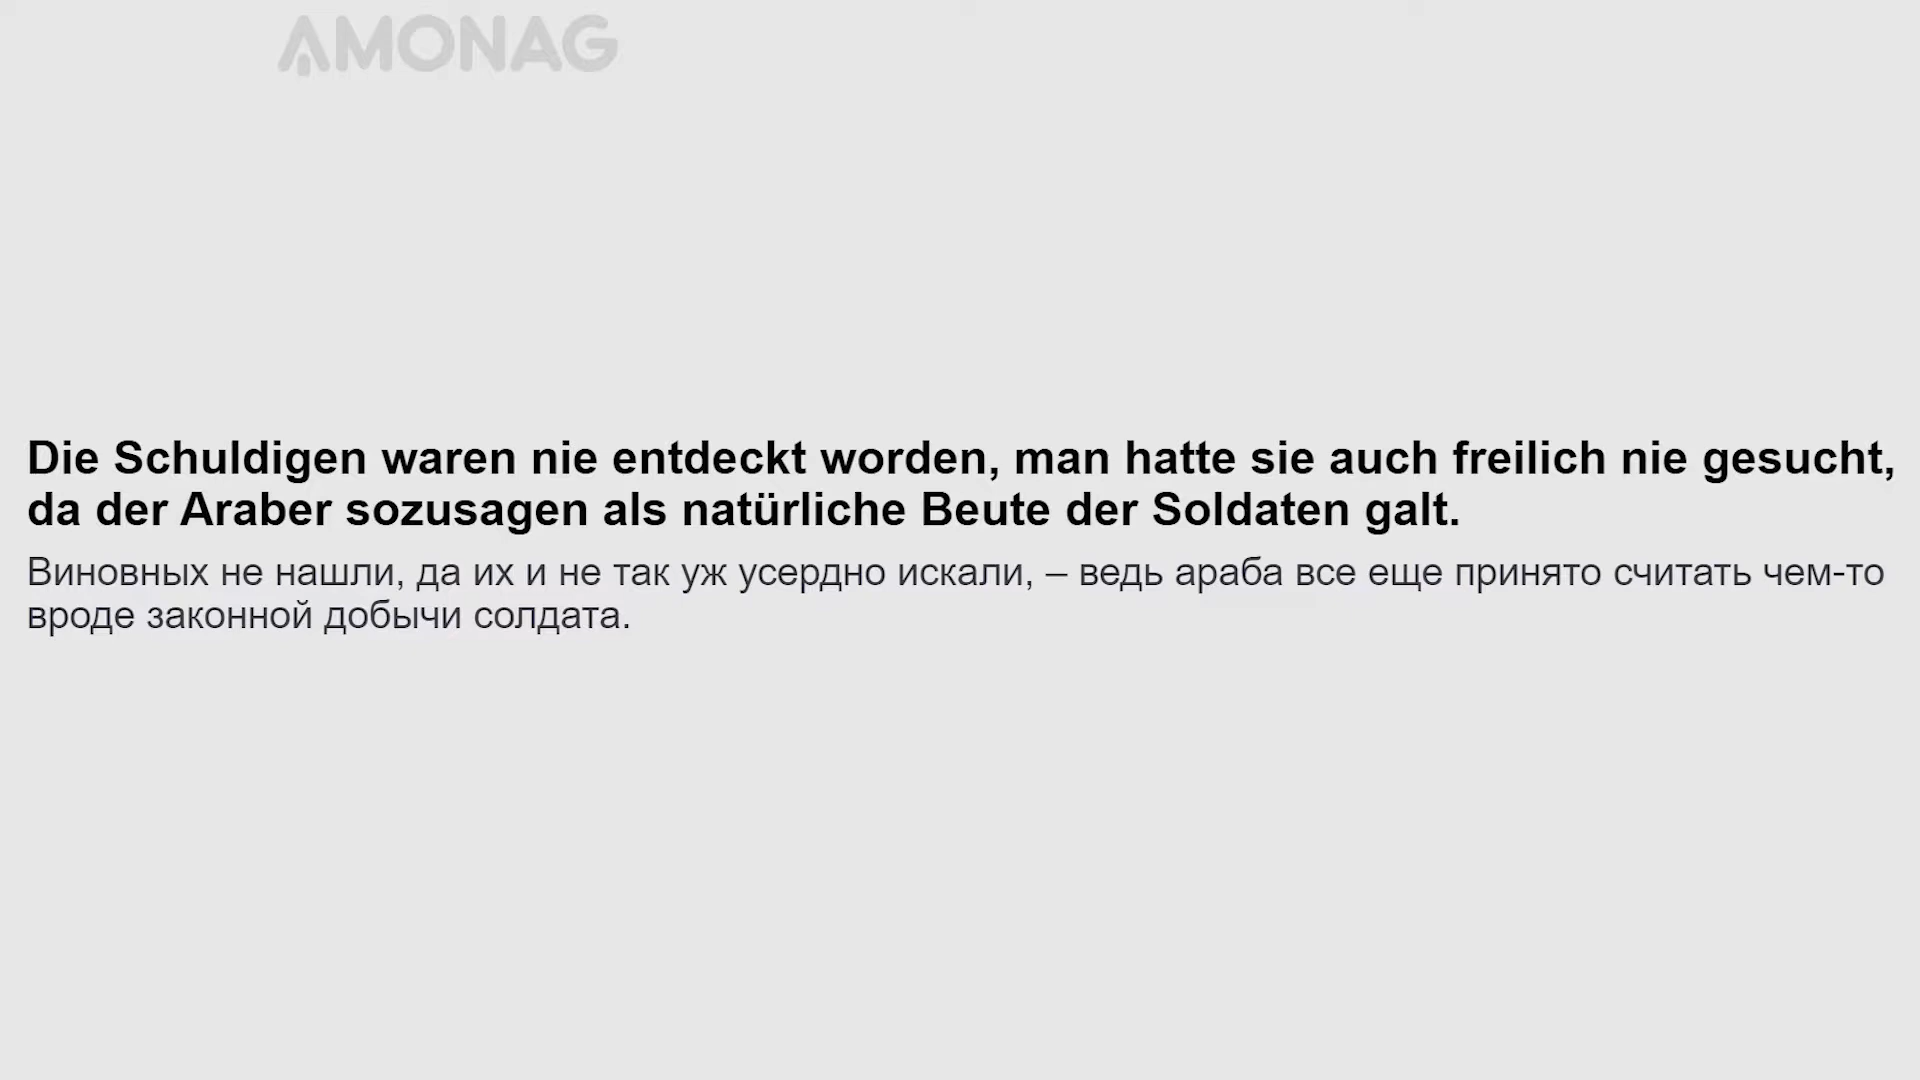 AMONAG
Die Schuldigen waren nie entdeckt worden, man hatte sie auch freilich nie gesucht,
da der Araber sozusagen als natürliche Beute der Soldaten galt.
Виновных не нашли, да их и не так уж усердно искали, – ведь араба все еще принято считать чем-то
вроде законной добычи солдата.